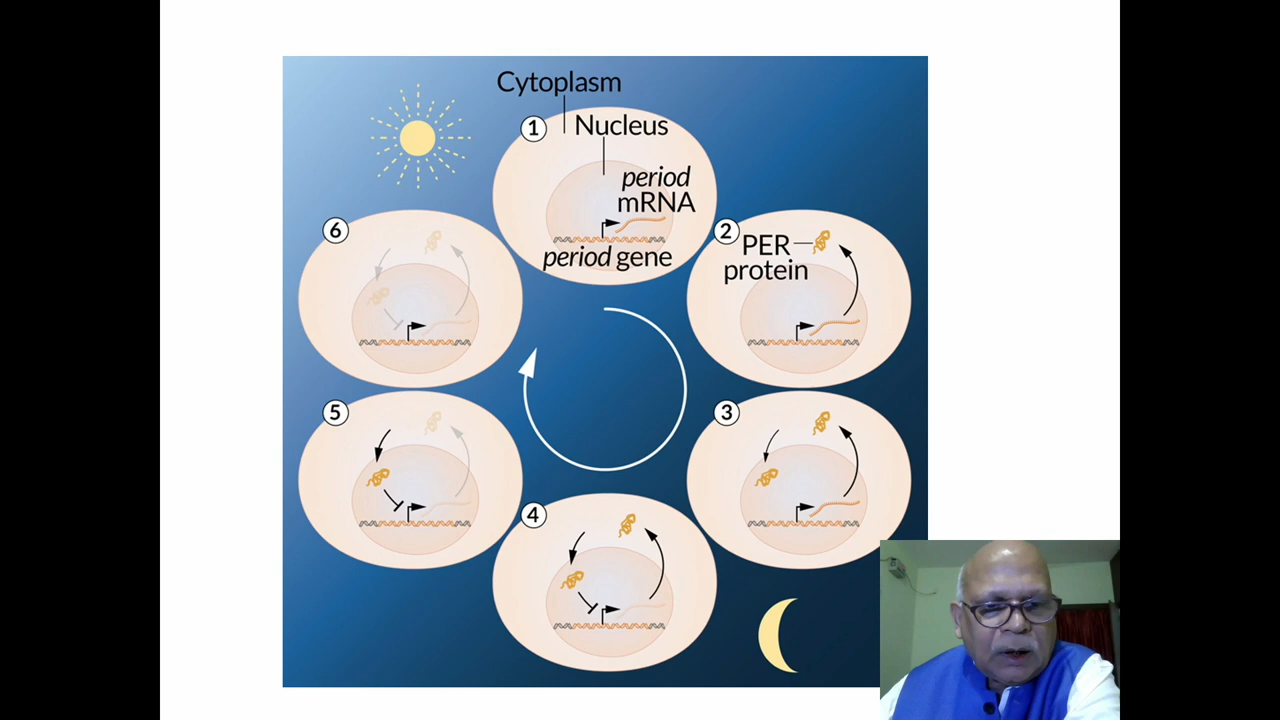 Cytoplasm
1
Nucleus
period
mRNA
period gene
2
PER
protein
3
4
5
6